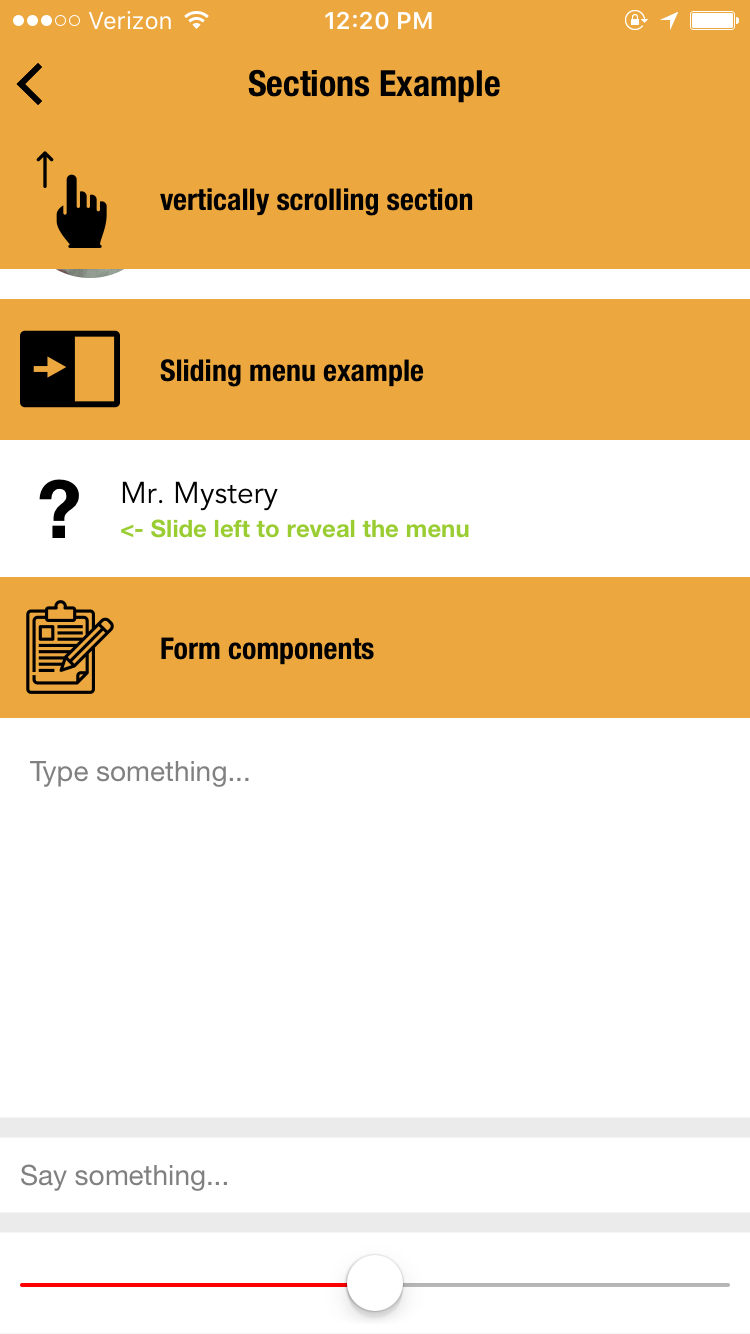 Verizon 12:20 PM
Sections Example
vertically scrolling section
Sliding menu example
?
Mr. Mystery
<- Slide left to reveal the menu
Form components
Type something...
Say something...